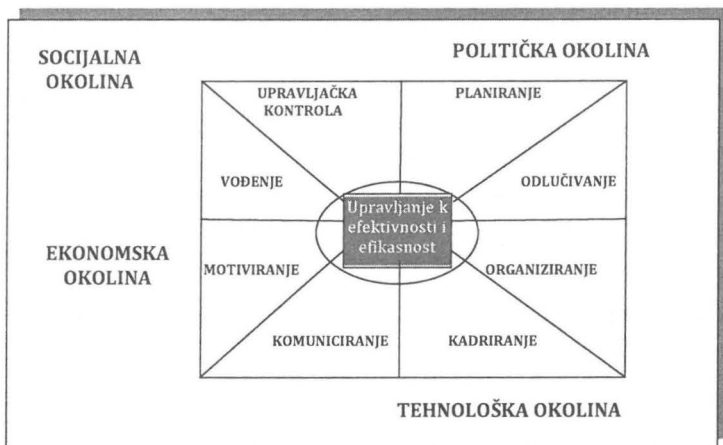 SOCIJALNA
OKOLINA
POLITIČKA OKOLINA
UPRAVLJAČKA
KONTROLA
PLANIRANJE
VOĐENJE
ODLUČIVANJE
Upravljanje k
efektivnosti i
efikasnost
EKONOMSKA
OKOLINA
MOTIVIRANJE
ORGANIZIRANJE
KOMUNICIRANJE
KADRIRANJE
TEHNOLOŠKA OKOLINA